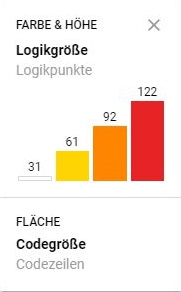 FARBE & HÖHE
Logikgröße
Logikpunkte
31 61 92 122
FLÄCHE
Codegröße
Codezeilen